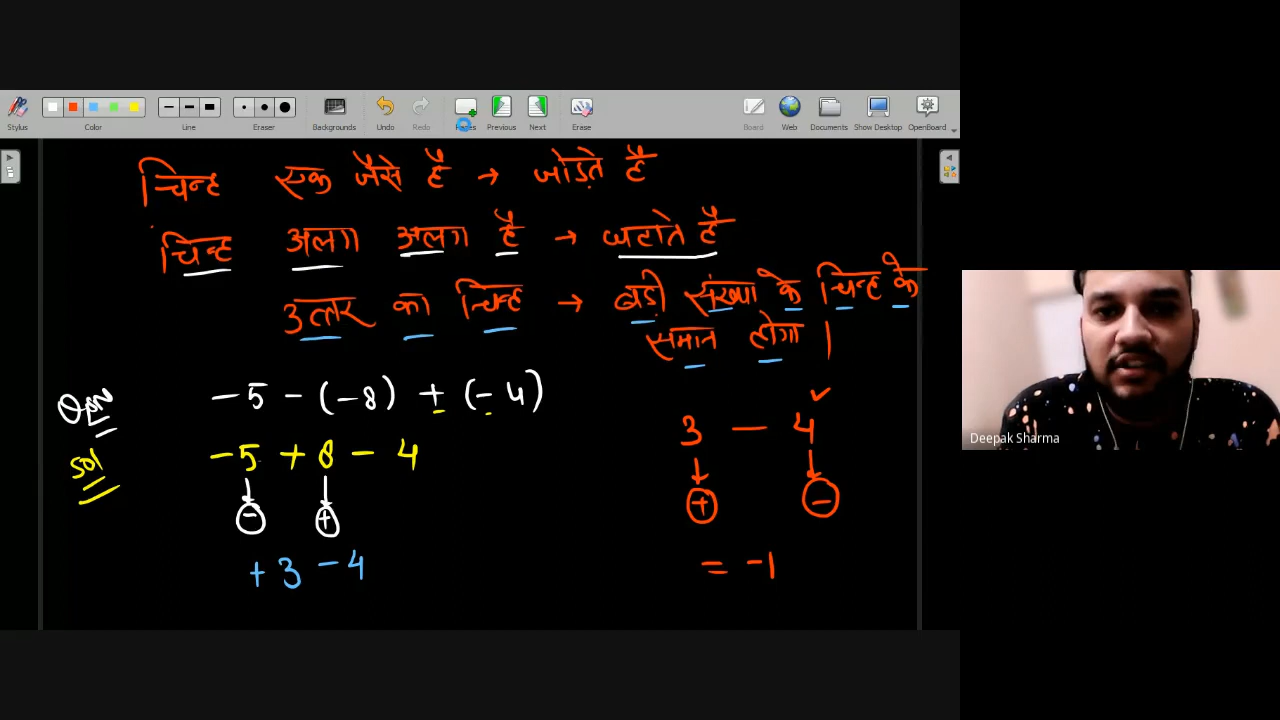 Stylus Color Line Eraser Backgrounds Undo Redo Pages Previous Next Erase Board Web Documents Show Desktop OpenBoard
चिन्ह एक जैसे है → जोड़ते है
चिन्ह अलग अलग है → घटाते है
उत्तर का चिन्ह → बड़ी संख्या के चिन्ह के
समान होगा |
- 5 - (-8) + (- 4)
Sol - 5 + 8 - 4
- +
+ 3 - 4
3 - 4
+ -
= -1
Deepak Sharma